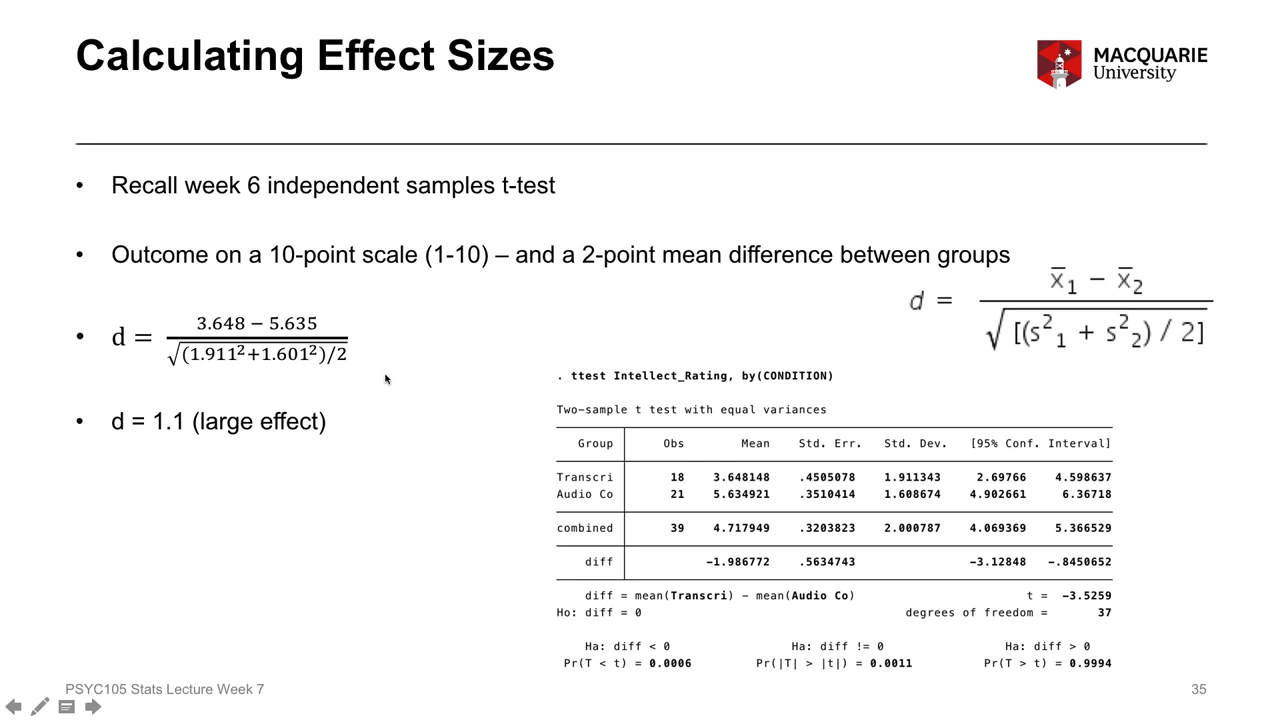 Calculating Effect Sizes
MACQUARIE
University
• Recall week 6 independent samples t-test
• Outcome on a 10-point scale (1-10) – and a 2-point mean difference between groups
d = x̅₁ − x̅₂ / √[(s²₁ + s²₂) / 2]
• d = 3.648 − 5.635 / √(1.911²+1.601²)/2
. ttest Intellect_Rating, by(CONDITION)
• d = 1.1 (large effect)
Two-sample t test with equal variances
Group Obs Mean Std. Err. Std. Dev. [95% Conf. Interval]
Transcri 18 3.648148 .4505078 1.911343 2.69766 4.598637
Audio Co 21 5.634921 .3510414 1.608674 4.902661 6.36718
combined 39 4.717949 .3203823 2.000787 4.069369 5.366529
diff −1.986772 .5634743 −3.12848 −.8450652
diff = mean(Transcri) − mean(Audio Co) t = −3.5259
Ho: diff = 0 degrees of freedom = 37
Ha: diff < 0 Ha: diff != 0 Ha: diff > 0
Pr(T < t) = 0.0006 Pr(|T| > |t|) = 0.0011 Pr(T > t) = 0.9994
PSYC105 Stats Lecture Week 7
35